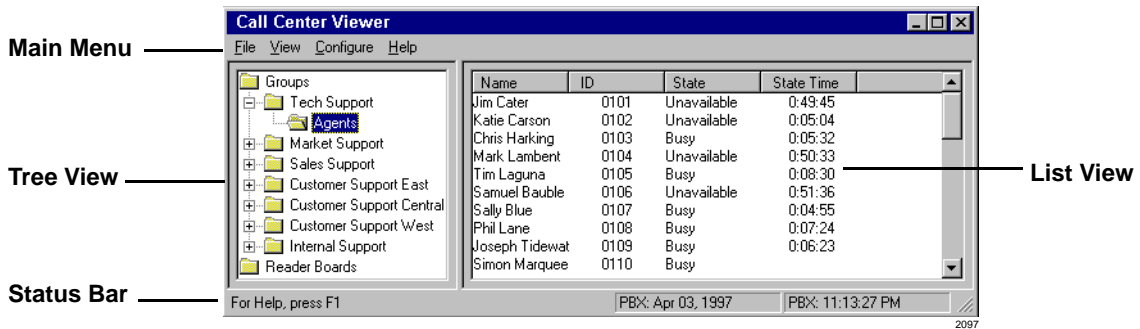 Call Center Viewer
Main Menu
File View Configure Help
Groups
Tech Support
Agents
Market Support
Sales Support
Customer Support East
Customer Support Central
Customer Support West
Internal Support
Reader Boards
Tree View
Name ID State State Time
Jim Cater 0101 Unavailable 0:49:45
Katie Carson 0102 Unavailable 0:05:04
Chris Harking 0103 Busy 0:05:32
Mark Lambent 0104 Unavailable 0:50:33
Tim Laguna 0105 Busy 0:08:30
Samuel Bauble 0106 Unavailable 0:51:36
Sally Blue 0107 Busy 0:04:55
Phil Lane 0108 Busy 0:07:24
Joseph Tidewat 0109 Busy 0:06:23
Simon Marquee 0110 Busy
List View
Status Bar
For Help, press F1
PBX: Apr 03, 1997
PBX: 11:13:27 PM
2097